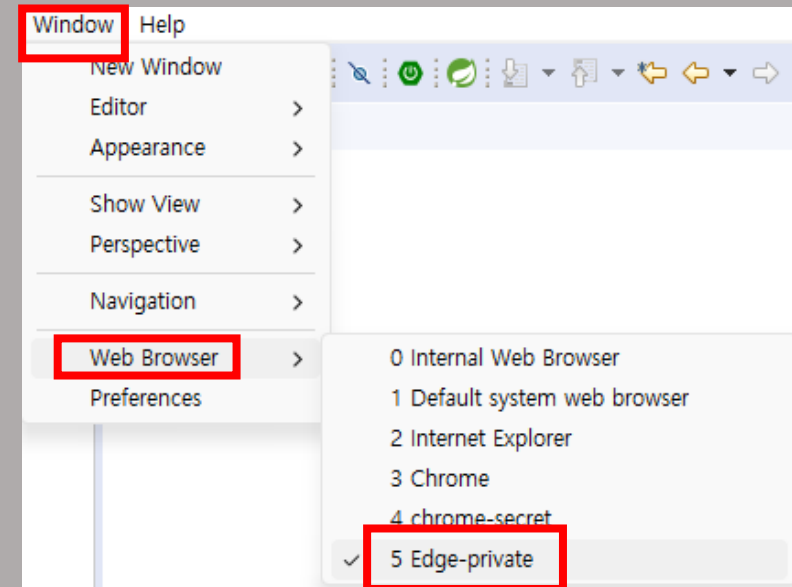 Window Help
New Window
Editor
Appearance
Show View
Perspective
Navigation
Web Browser
Preferences
0 Internal Web Browser
1 Default system web browser
2 Internet Explorer
3 Chrome
4 chrome-secret
5 Edge-private